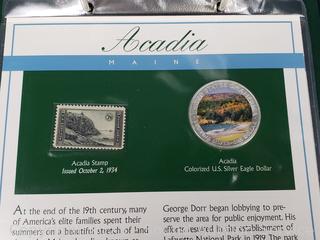 Acadia
MAINE
Acadia Stamp
Issued October 2, 1934
Acadia
Colorized U.S. Silver Eagle Dollar
At the end of the 19th century, many
of America's elite families spent their
summers on a beautiful stretch of land
George Dorr began lobbying to pre-
serve the area for public enjoyment. His
efforts resulted in the establishment of
Lafayette National Park in 1919. The park